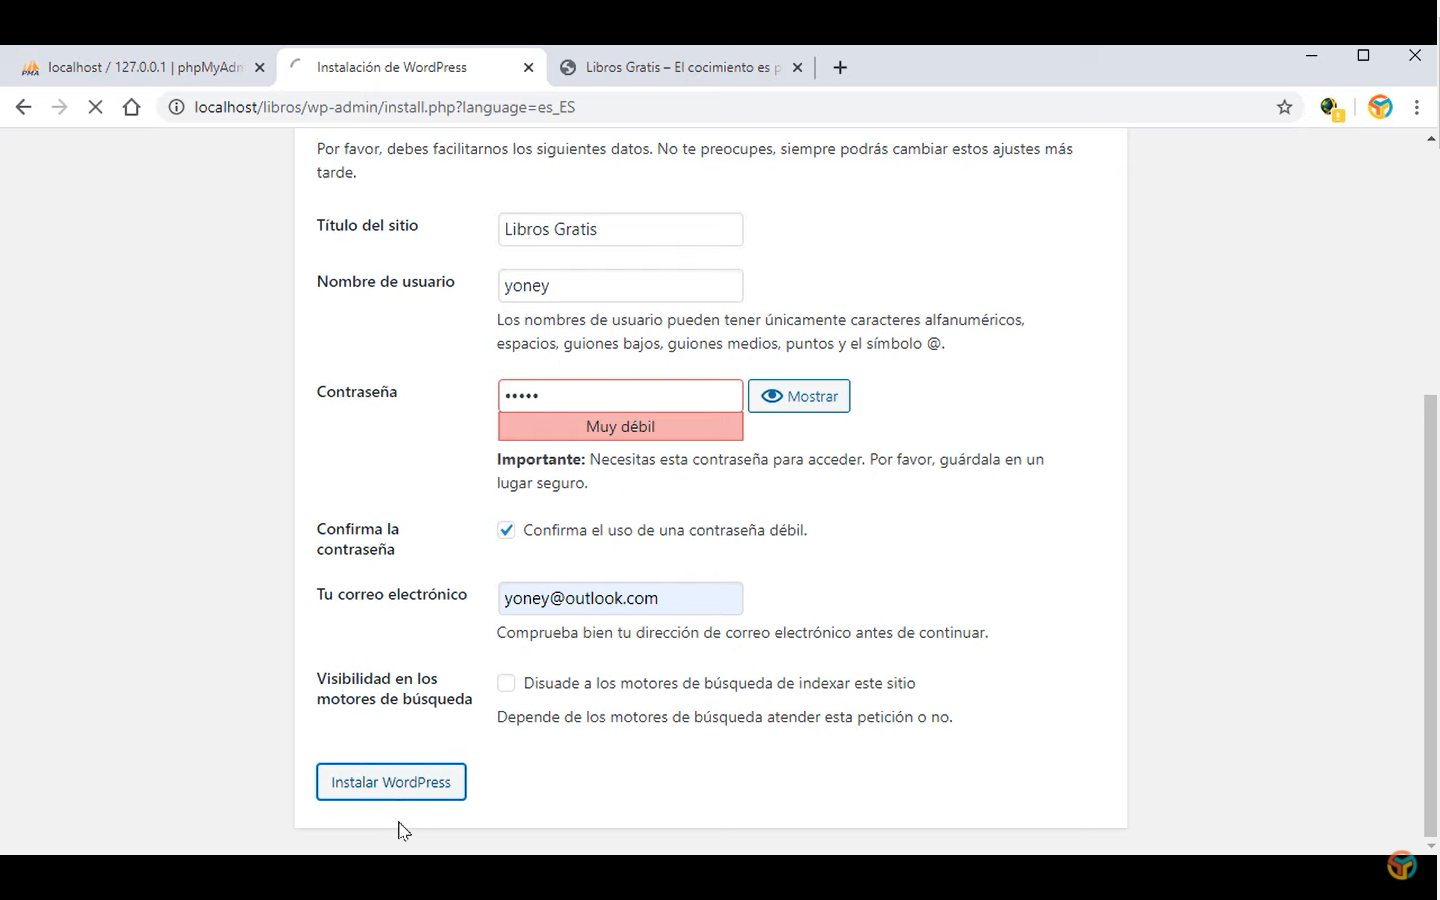 localhost / 127.0.0.1 | phpMyAdm
Instalación de WordPress
Libros Gratis – El cocimiento es p
localhost/libros/wp-admin/install.php?language=es_ES
Por favor, debes facilitarnos los siguientes datos. No te preocupes, siempre podrás cambiar estos ajustes más
tarde.
Título del sitio
Libros Gratis
Nombre de usuario
yoney
Los nombres de usuario pueden tener únicamente caracteres alfanuméricos,
espacios, guiones bajos, guiones medios, puntos y el símbolo @.
Contraseña
•••••
Mostrar
Muy débil
Importante: Necesitas esta contraseña para acceder. Por favor, guárdala en un
lugar seguro.
Confirma la
contraseña
Confirma el uso de una contraseña débil.
Tu correo electrónico
yoney@outlook.com
Comprueba bien tu dirección de correo electrónico antes de continuar.
Visibilidad en los
motores de búsqueda
Disuade a los motores de búsqueda de indexar este sitio
Depende de los motores de búsqueda atender esta petición o no.
Instalar WordPress